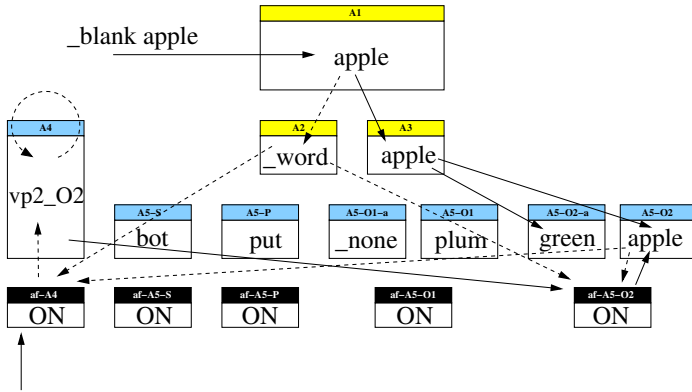 A1
_blank apple
apple
A4
A2
A3
_word
apple
vp2_O2
A5-S
A5-P
A5-O1-a
A5-O1
A5-O2-a
A5-O2
bot
put
_none
plum
green
apple
af-A4
af-A5-S
af-A5-P
af-A5-O1
af-A5-O2
ON
ON
ON
ON
ON